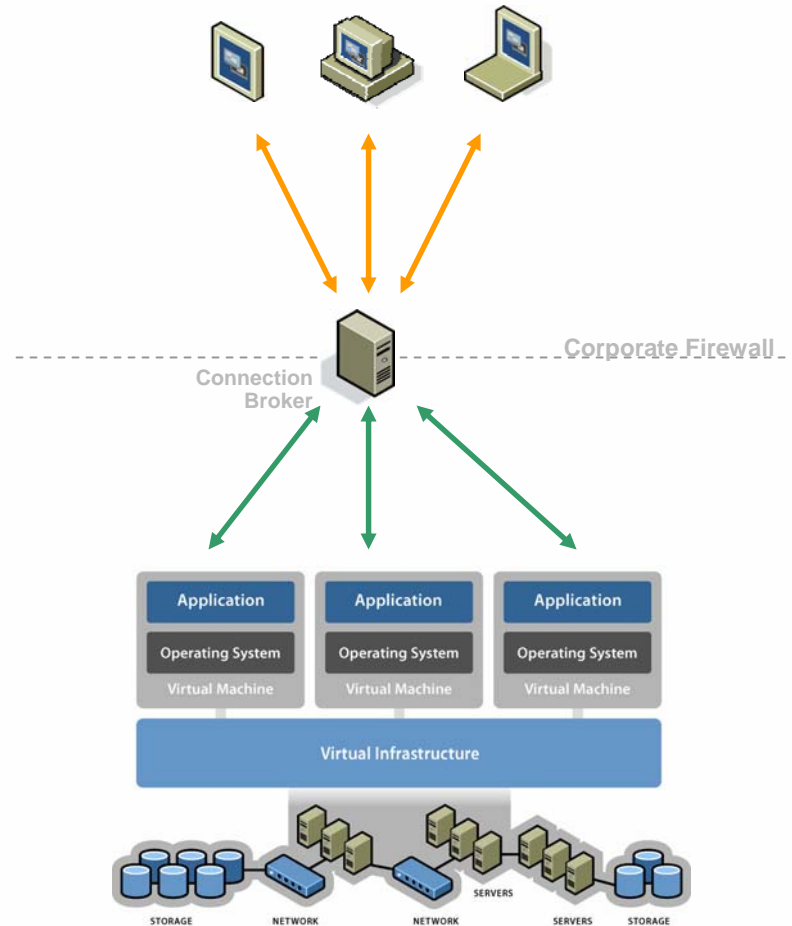 Corporate Firewall
Connection
Broker
Application
Application
Application
Operating System
Operating System
Operating System
Virtual Machine
Virtual Machine
Virtual Machine
Virtual Infrastructure
SERVERS
STORAGE
NETWORK
NETWORK
SERVERS
STORAGE